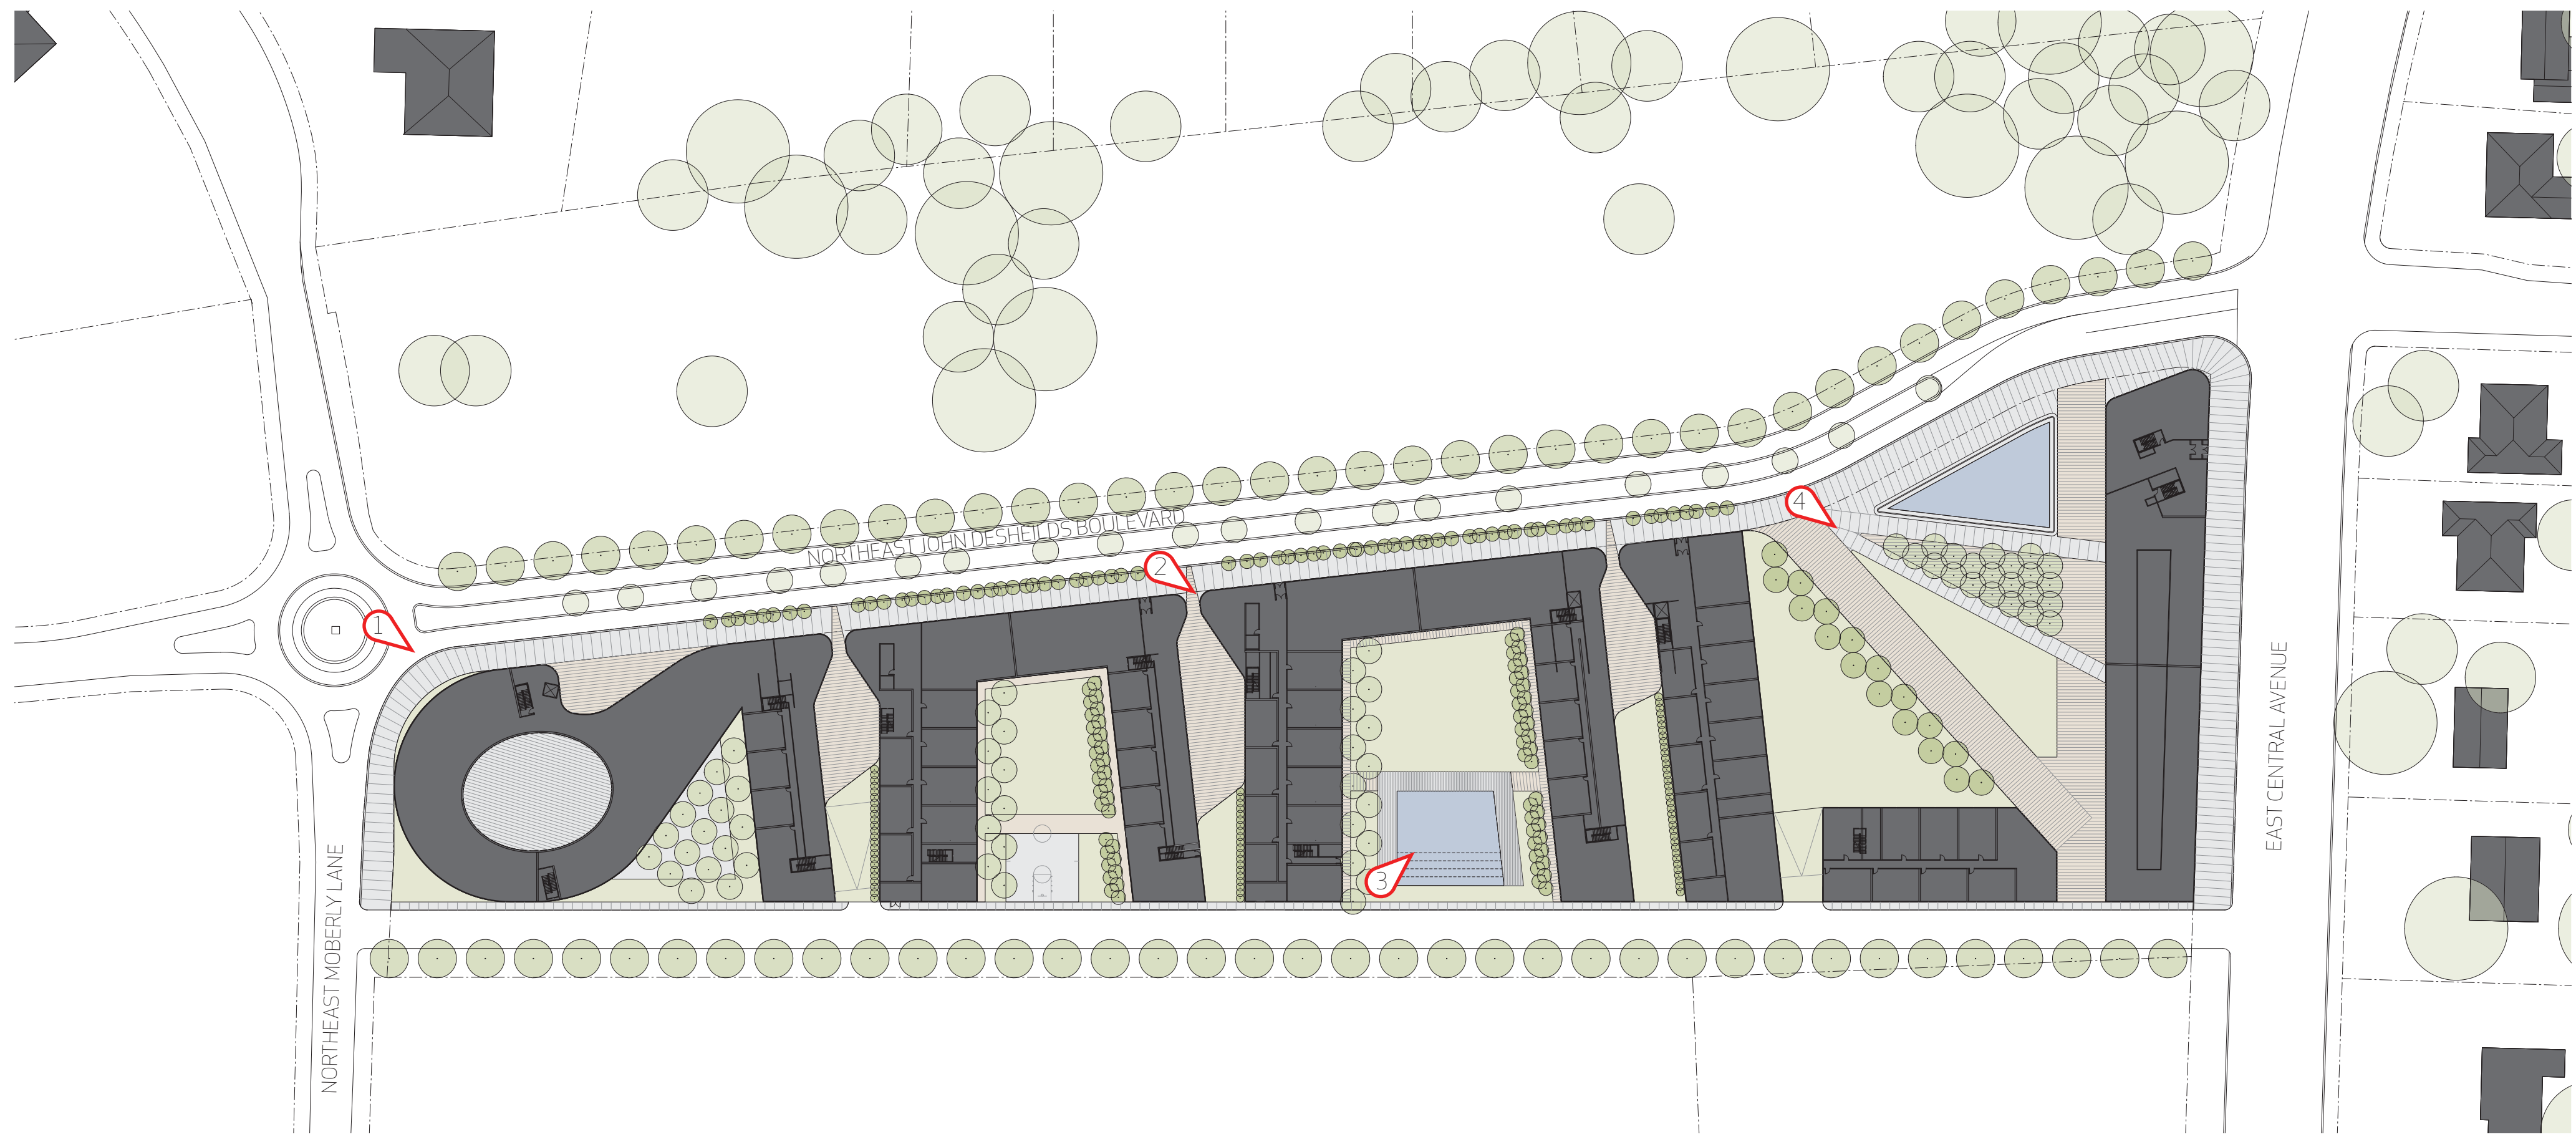 NORTHEAST JOHN DESHEILDS BOULEVARD
4
2
1
3
EAST CENTRAL AVENUE
NORTHEAST MOBERLY LANE